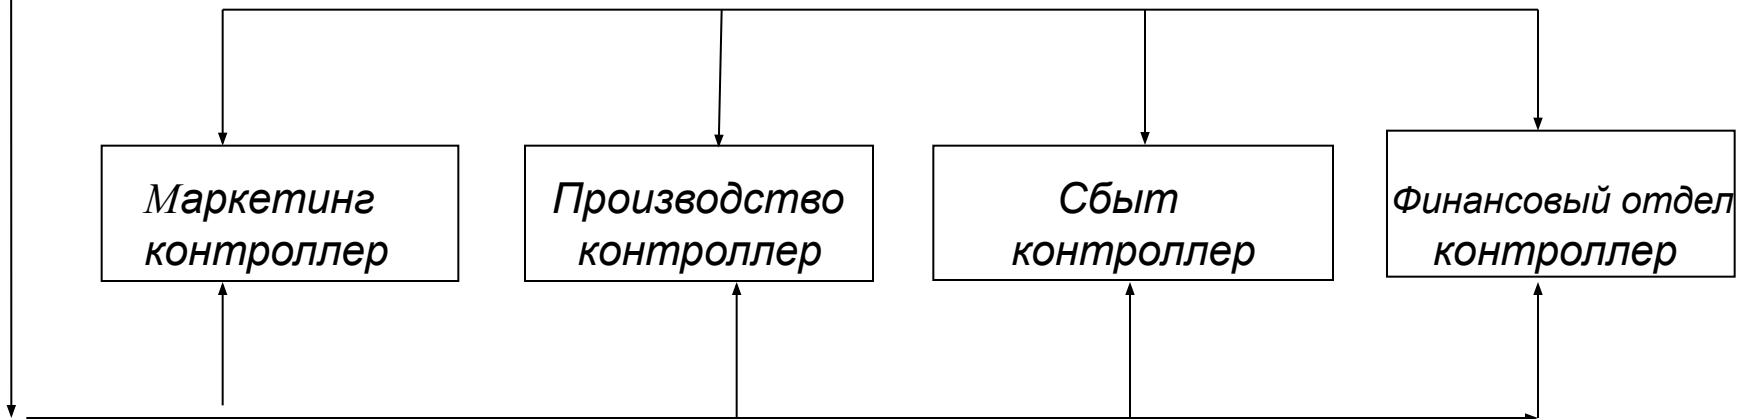 Маркетинг
контроллер
Производство
контроллер
Сбыт
контроллер
Финансовый отдел
контроллер